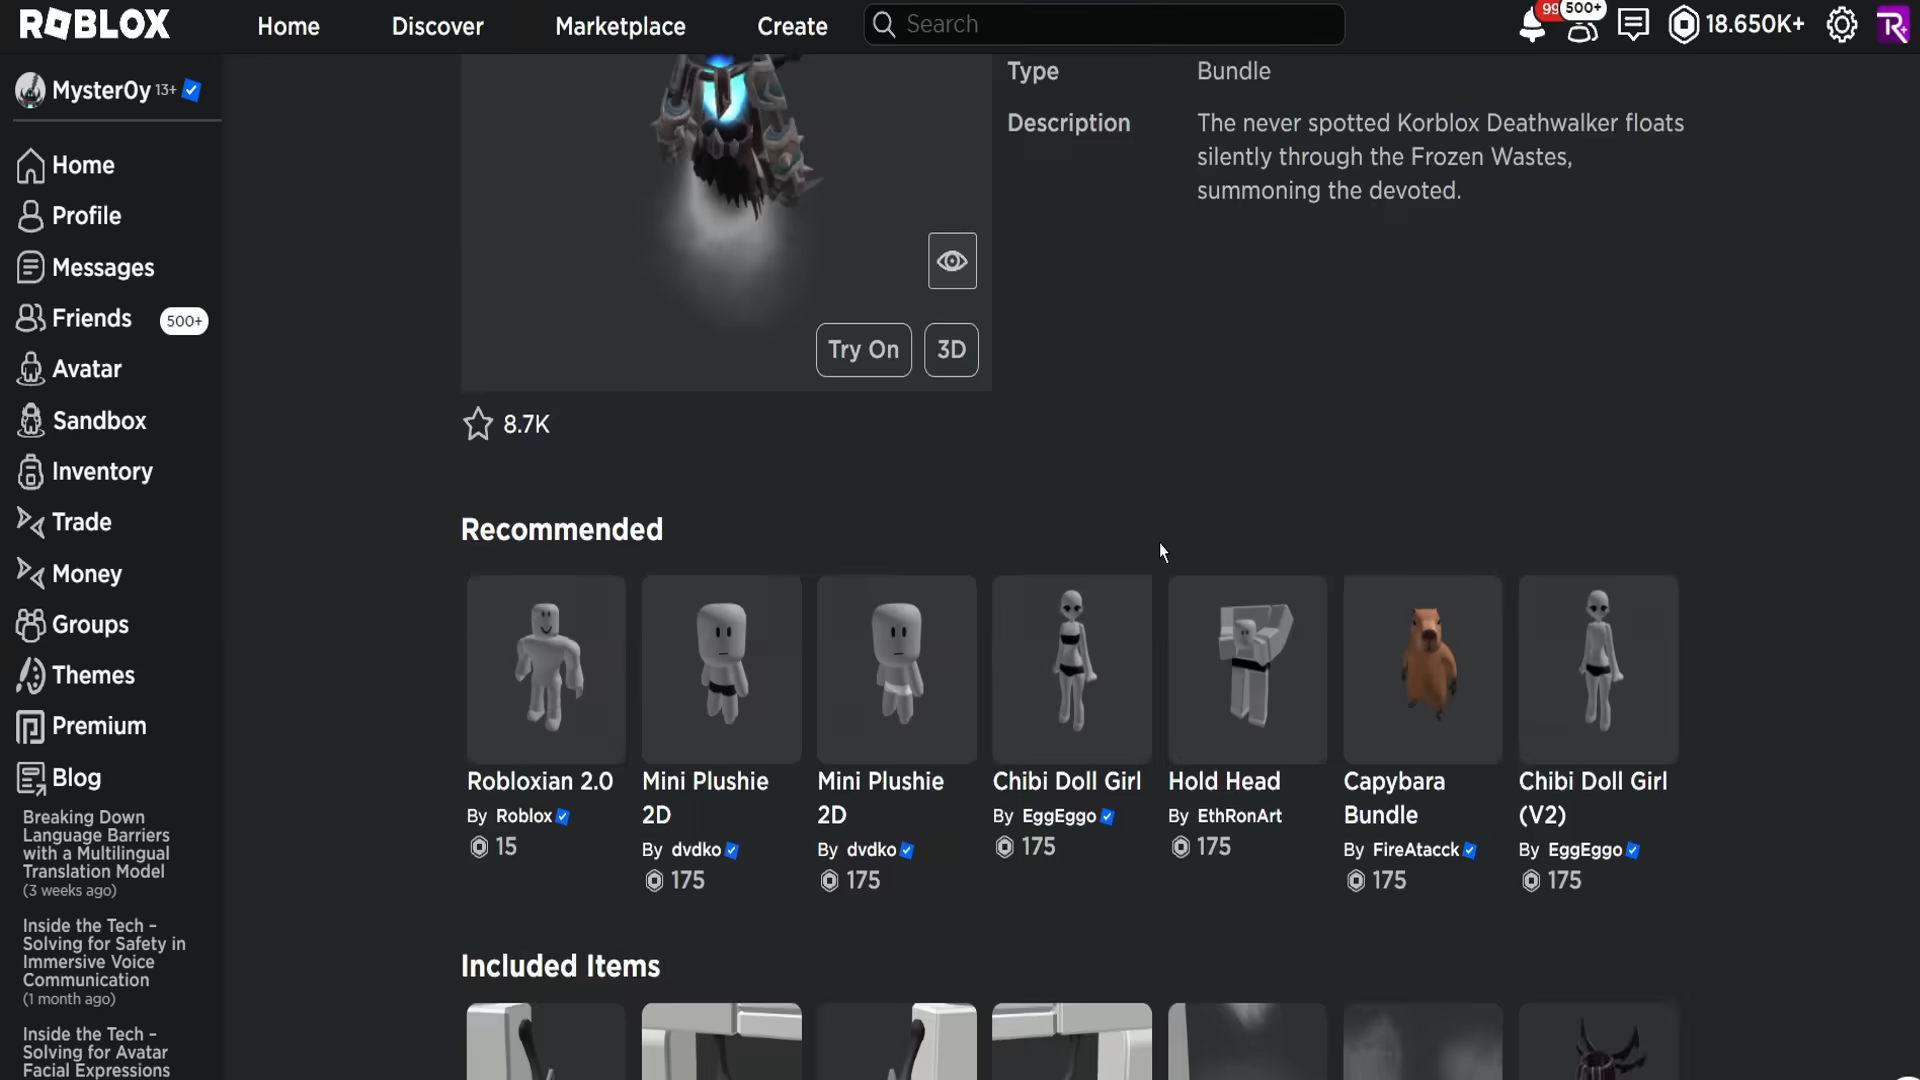 ROBLOX
Home
Discover
Marketplace
Create
Search
99
500+
18.650K+
R+
Myster0y 13+
Home
Profile
Messages
Friends
500+
Avatar
Sandbox
Inventory
Trade
Money
Groups
Themes
Premium
Blog
Breaking Down
Language Barriers
with a Multilingual
Translation Model
(3 weeks ago)
Inside the Tech –
Solving for Safety in
Immersive Voice
Communication
(1 month ago)
Inside the Tech –
Solving for Avatar
Facial Expressions
Type
Bundle
Description
The never spotted Korblox Deathwalker floats
silently through the Frozen Wastes,
summoning the devoted.
Try On
3D
8.7K
Recommended
Robloxian 2.0
By Roblox
15
Mini Plushie
2D
By dvdko
175
Mini Plushie
2D
By dvdko
175
Chibi Doll Girl
By EggEggo
175
Hold Head
By EthRonArt
175
Capybara
Bundle
By FireAtacck
175
Chibi Doll Girl
(V2)
By EggEggo
175
Included Items